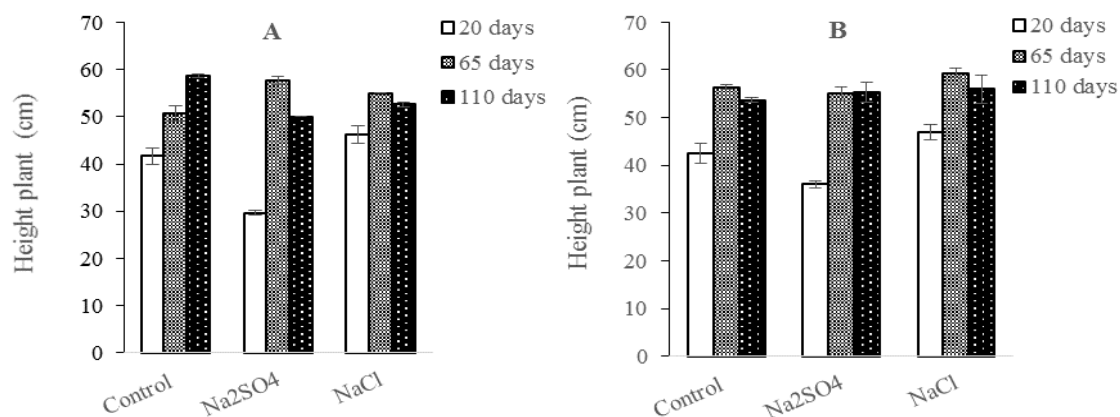 A
Height plant (cm)
70
60
50
40
30
20
10
0
Control
Na2SO4
NaCl
20 days
65 days
110 days
B
Height plant (cm)
70
60
50
40
30
20
10
0
Control
Na2SO4
NaCl
20 days
65 days
110 days